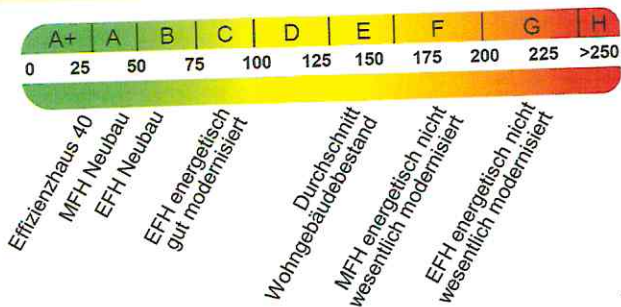 A+ A B C D E F G H
0 25 50 75 100 125 150 175 200 225 >250
Effizienzhaus 40
MFH Neubau
EFH Neubau
EFH energetisch
gut modernisiert
Durchschnitt
Wohngebäudebestand
MFH energetisch nicht
wesentlich modernisiert
EFH energetisch nicht
wesentlich modernisiert